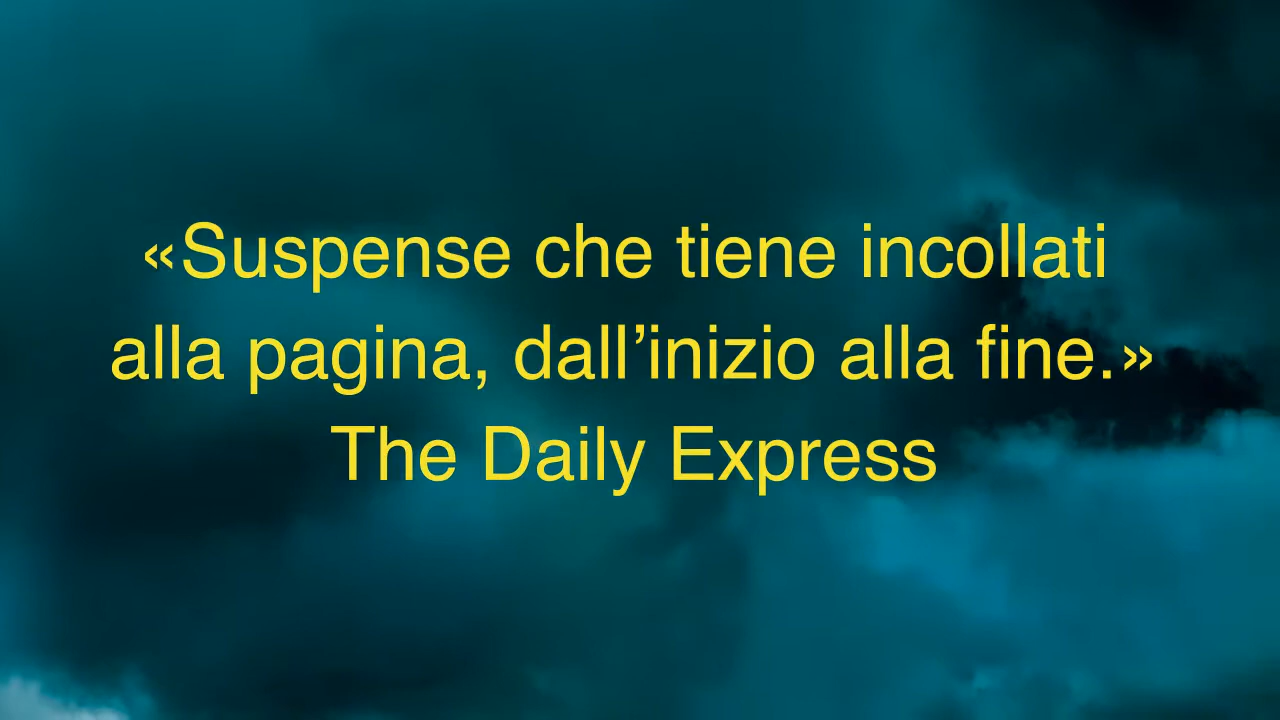 «Suspense che tiene incollati
alla pagina, dall’inizio alla fine.»
The Daily Express